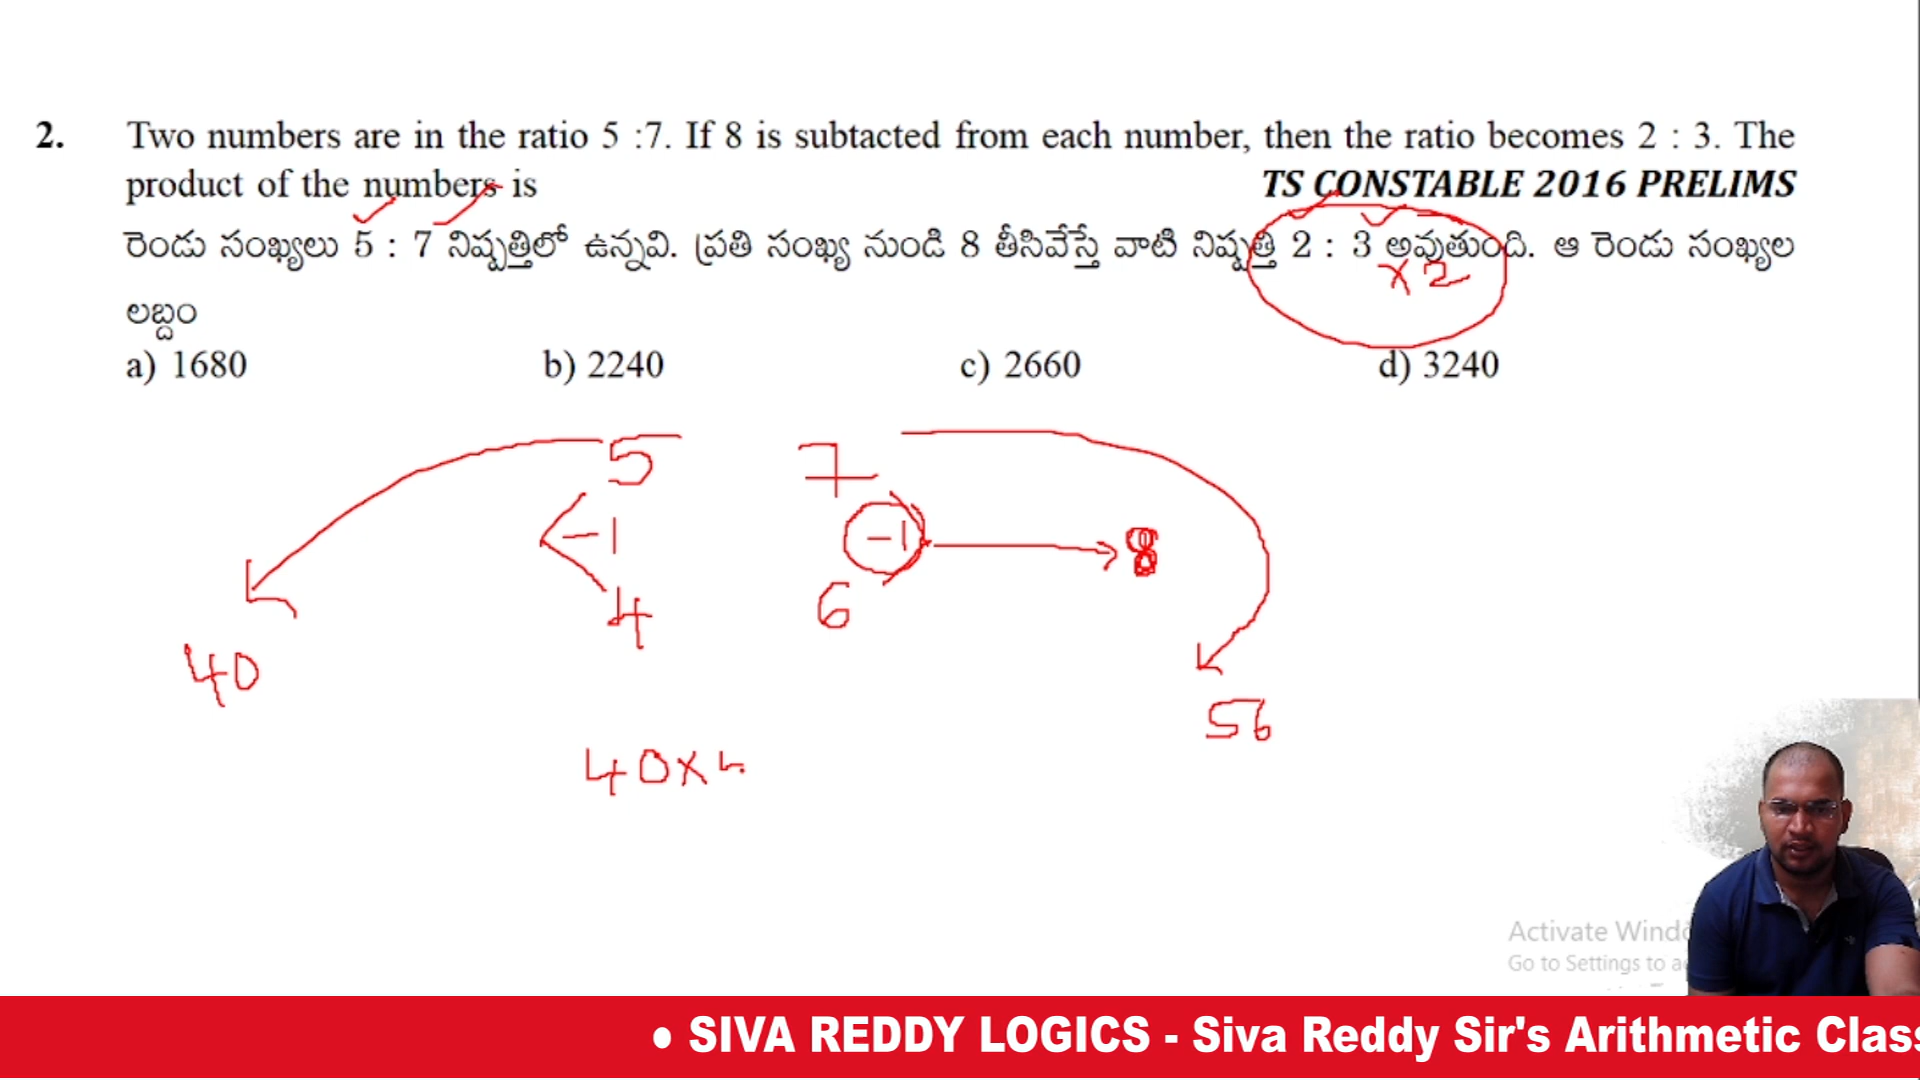 2. Two numbers are in the ratio 5 :7. If 8 is subtacted from each number, then the ratio becomes 2 : 3. The
product of the numbers is TS CONSTABLE 2016 PRELIMS
రెండు సంఖ్యలు 5 : 7 నిష్పత్తిలో ఉన్నవి. ప్రతి సంఖ్య నుండి 8 తీసివేస్తే వాటి నిష్పత్తి 2 : 3 అవుతుంది. ఆ రెండు సంఖ్యల
×2
లబ్దం
a) 1680 b) 2240 c) 2660 d) 3240
5 7
-1 -1 8
4 6
40 56
40×
Activate Wind
Go to Settings to a
• SIVA REDDY LOGICS - Siva Reddy Sir's Arithmetic Clas